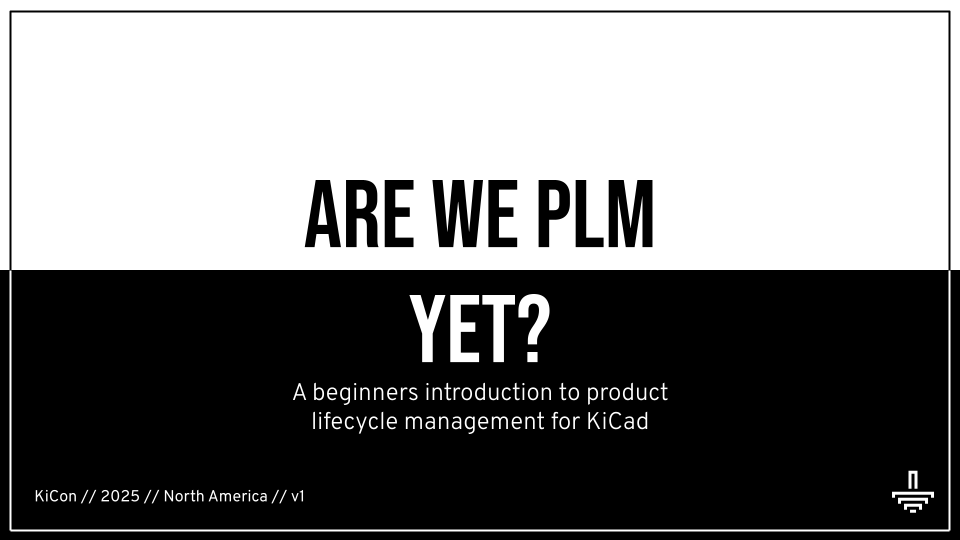 ARE WE PLM
YET?
A beginners introduction to product
lifecycle management for KiCad
KiCon // 2025 // North America // v1